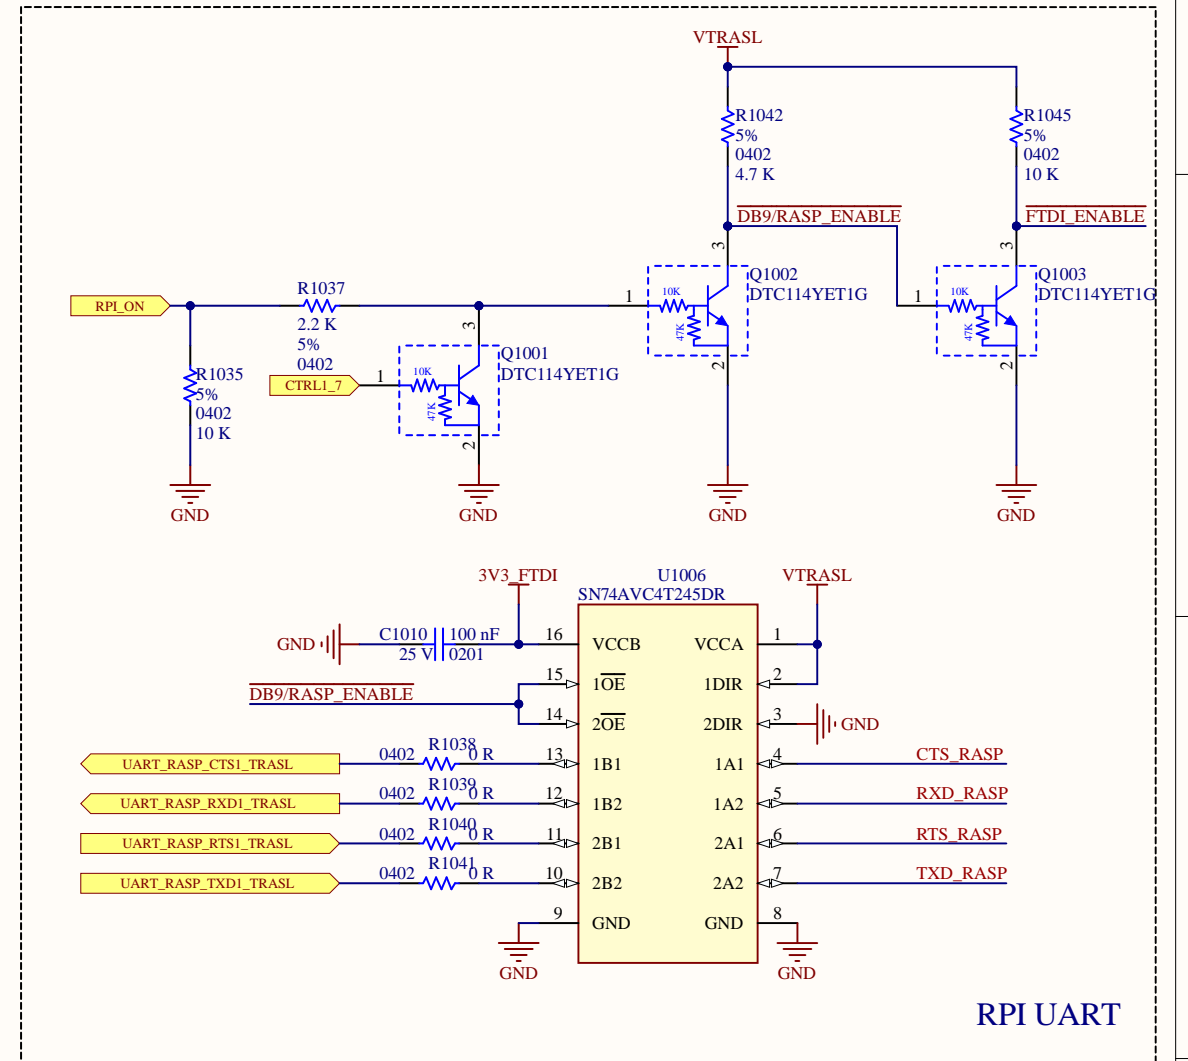 VTRASL
R1042
5%
0402
4.7 K
R1045
5%
0402
10 K
DB9/RASP_ENABLE
FTDI_ENABLE
3
3
Q1002
DTC114YET1G
Q1003
DTC114YET1G
RPI_ON
R1037
2.2 K
5%
0402
1
10K
47K
2
1
10K
47K
2
3
Q1001
DTC114YET1G
R1035
5%
0402
10 K
CTRL1_7
1
10K
47K
2
GND
GND
GND
GND
3V3_FTDI
U1006
SN74AVC4T245DR
VTRASL
GND
C1010
100 nF
25 V
0201
16
VCCB
VCCA
1
DB9/RASP_ENABLE
15
1OE
1DIR
2
14
2OE
2DIR
3
GND
UART_RASP_CTS1_TRASL
0402
R1038
0 R
13
1B1
1A1
4
CTS_RASP
UART_RASP_RXD1_TRASL
0402
R1039
0 R
12
1B2
1A2
5
RXD_RASP
UART_RASP_RTS1_TRASL
0402
R1040
0 R
11
2B1
2A1
6
RTS_RASP
UART_RASP_TXD1_TRASL
0402
R1041
0 R
10
2B2
2A2
7
TXD_RASP
9
GND
GND
8
GND
GND
RPI UART